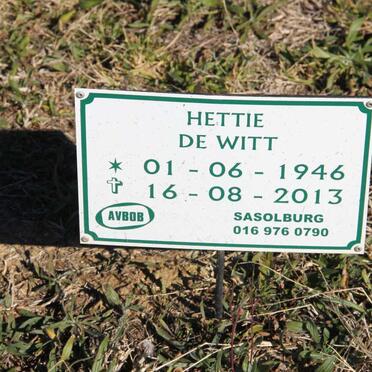 HETTIE
DE WITT
* 01 - 06 - 1946
✝ 16 - 08 - 2013
AVBOB
SASOLBURG
016 976 0790